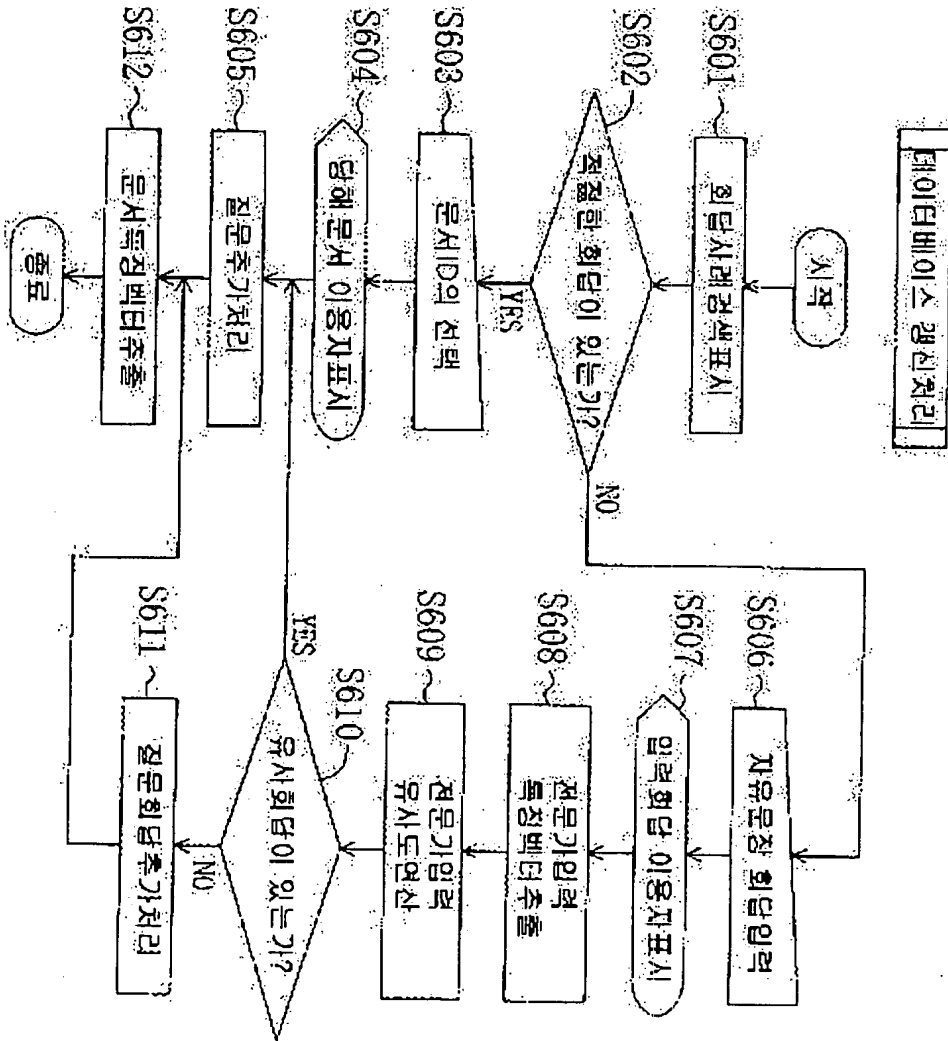 데이터베이스 갱신처리
시작
S601
회답사례검색표시
S602
적절한 회답이 있는가?
YES
NO
S603
문서ID의 선택
S604
당해문서 이용자표시
S605
질문추가처리
S612
문서특징벡터추출
종료
S606
자유문장 회답입력
S607
입력회답 이용자표시
S608
전문가입력
특징벡터추출
S609
전문가입력
유사도연산
S610
유사회답이 있는가?
YES
NO
S611
질문회답추가처리